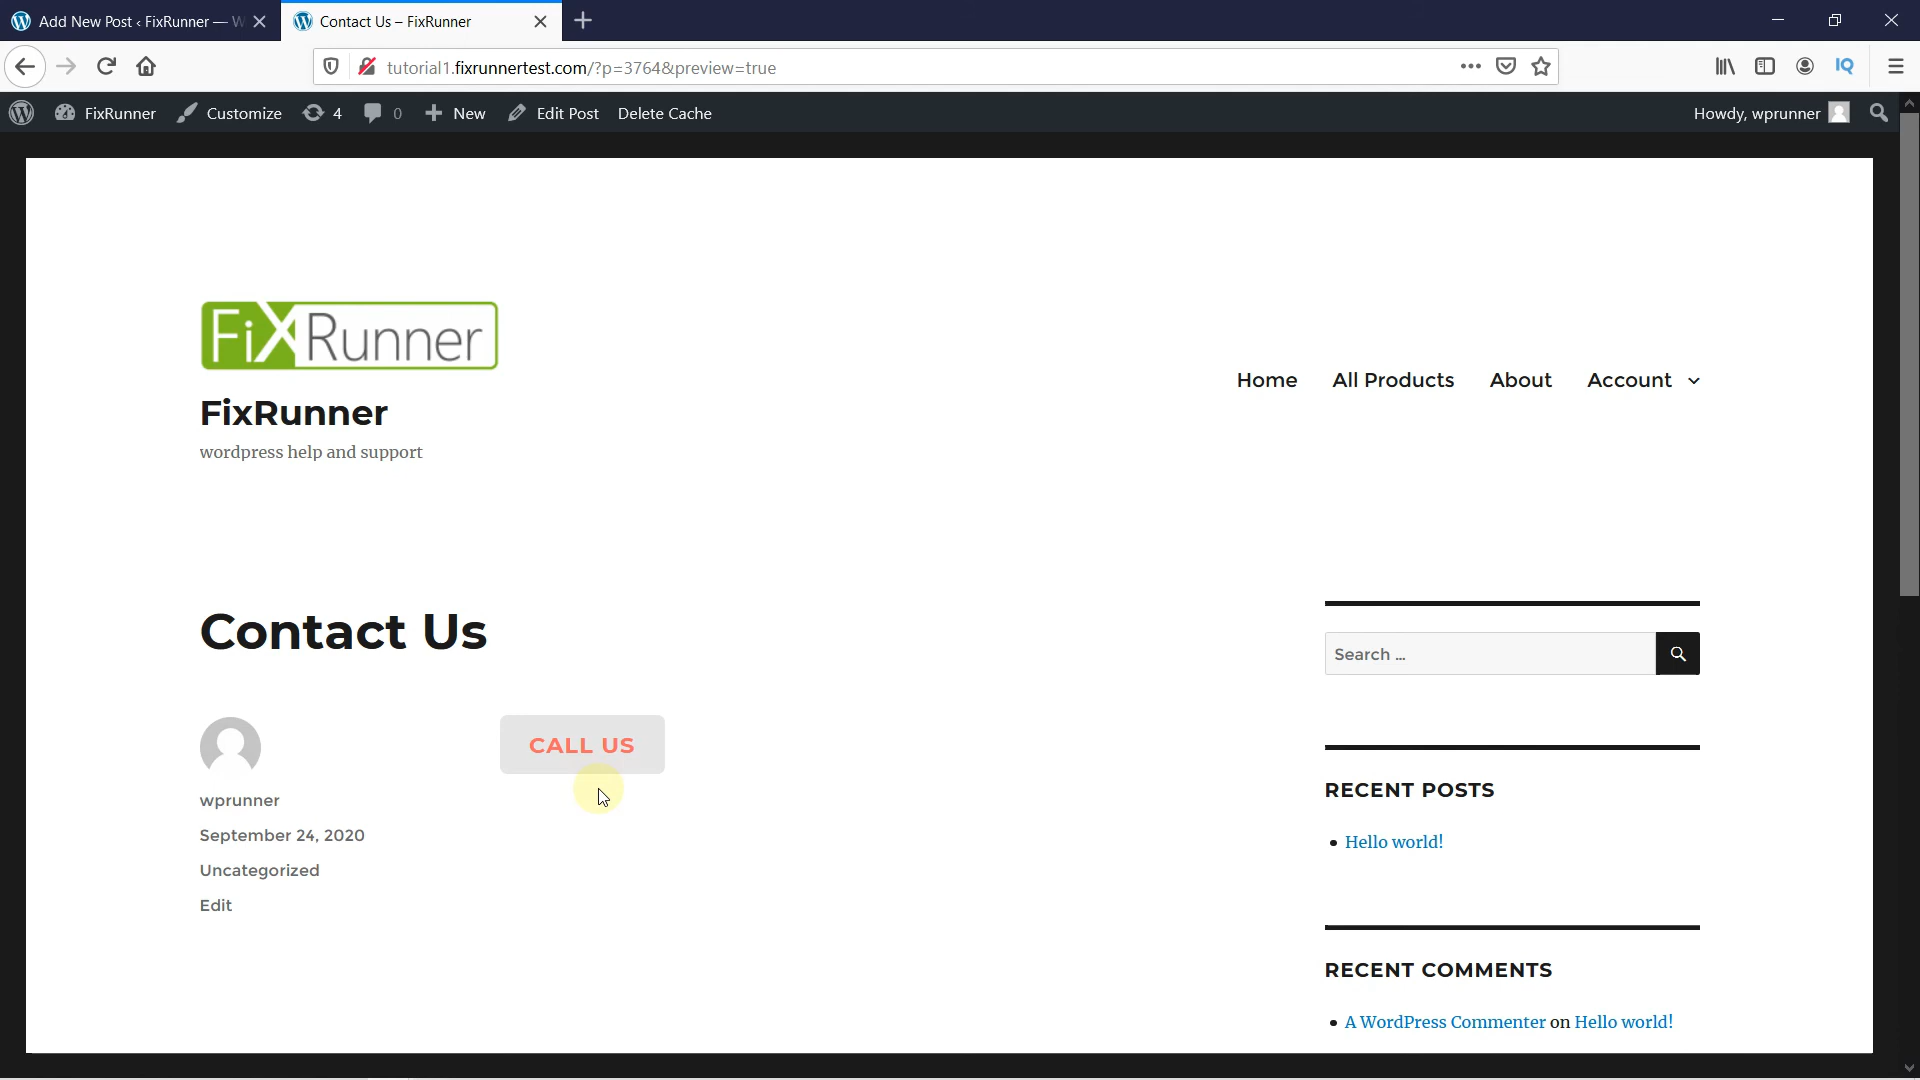 Add New Post ‹ FixRunner — W
Contact Us – FixRunner
tutorial1.fixrunnertest.com/?p=3764&preview=true
IQ
FixRunner
Customize
4
0
New
Edit Post
Delete Cache
Howdy, wprunner
FiXRunner
FixRunner
wordpress help and support
Home
All Products
About
Account
Contact Us
CALL US
wprunner
September 24, 2020
Uncategorized
Edit
Search ...
RECENT POSTS
Hello world!
RECENT COMMENTS
A WordPress Commenter on Hello world!